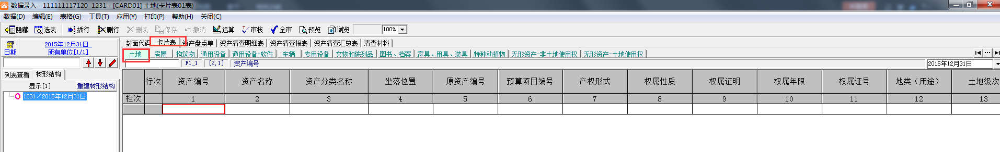 数据录入 - 111111117120  1231 - [CARD01] 土地(卡片表01表)
数据(D) 编辑(E) 表格(G) 工具(T) 应用(Y) 打印(P) 帮助(H) 关闭(C)
隐藏 选表 插行 删行 删表 保存 撤消 运算 审核 全审 预览 浏览 100%
日期 2015年12月31日 所有单位[1/1]
封面代码 卡片表 资产盘点单 资产清查明细表 资产清查报表 资产清查汇总表 清查材料
土地 房屋 构筑物 通用设备 通用设备-软件 车辆 专用设备 文物和陈列品 图书、档案 家具、用具、装具 特种动植物 无形资产-非土地使用权 无形资产-土地使用权
F1_1 [2,1] 资产编号 2015年12月31日
列表查看 树形结构
显示[1] 重建树形结构
1231／2015年12月31日
行次 资产编号 资产名称 资产分类名称 坐落位置 原资产编号 预算项目编号 产权形式 权属性质 权属证明 权属年限 权属证号 地类（用途） 土地级次
栏次 1 2 3 4 5 6 7 8 9 10 11 12 13